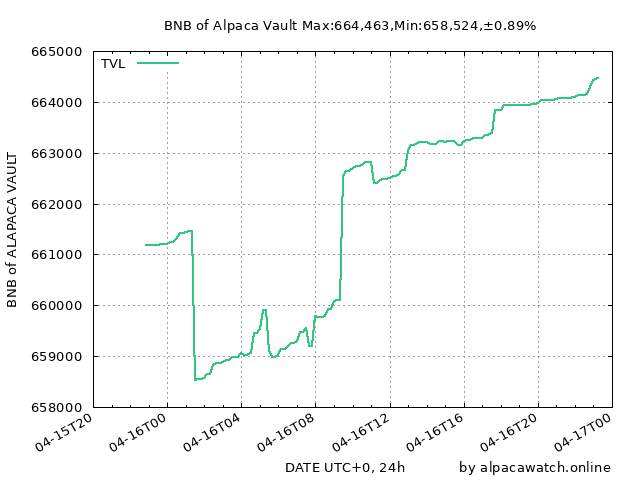 BNB of Alpaca Vault Max:664,463,Min:658,524,±0.89%
TVL
BNB of ALAPACA VAULT
665000
664000
663000
662000
661000
660000
659000
658000
04-15T20
04-16T00
04-16T04
04-16T08
04-16T12
04-16T16
04-16T20
04-17T00
DATE UTC+0, 24h
by alpacawatch.online